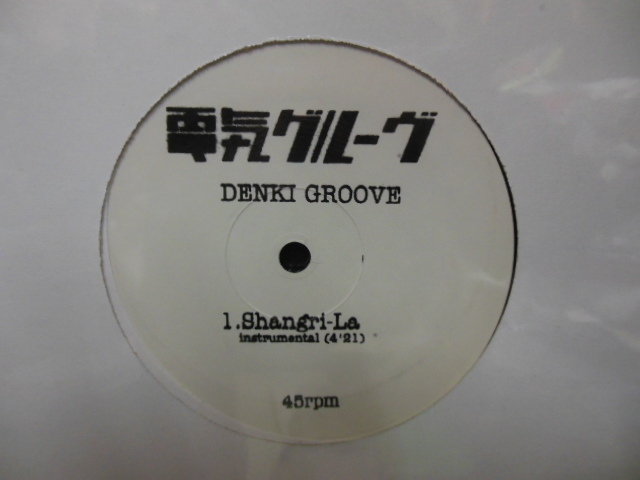 電気グルーヴ
DENKI GROOVE
1.Shangri-La
instrumental (4'21)
45rpm